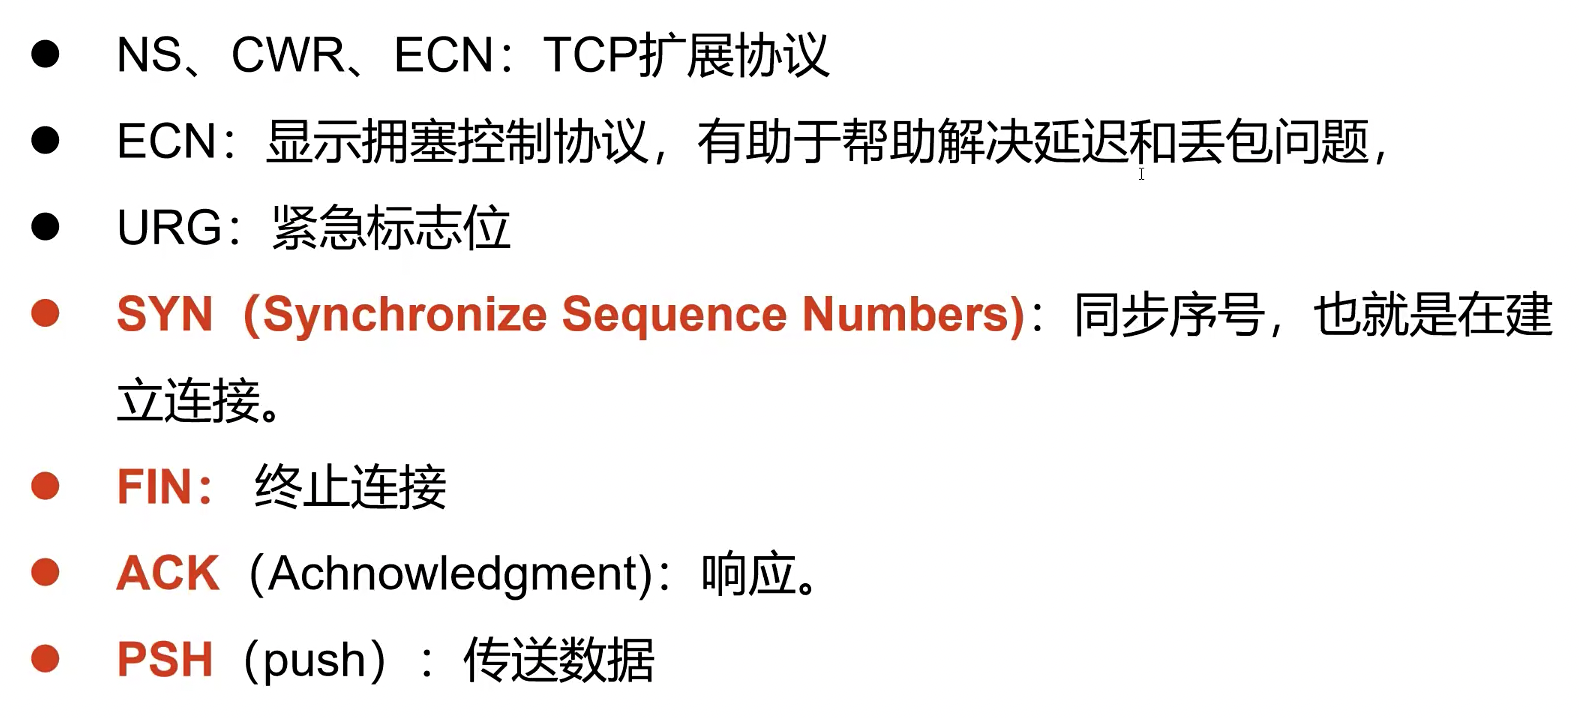 ● NS、CWR、ECN：TCP扩展协议
● ECN：显示拥塞控制协议，有助于帮助解决延迟和丢包问题，
● URG：紧急标志位
● SYN（Synchronize Sequence Numbers)：同步序号，也就是在建
立连接。
● FIN： 终止连接
● ACK（Achnowledgment)：响应。
● PSH（push）：传送数据